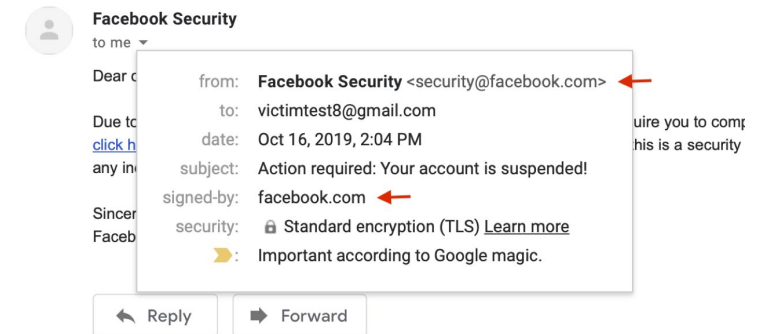 Facebook Security
to me
Dear
from: Facebook Security <security@facebook.com>
to: victimtest8@gmail.com
Due to uire you to comp
date: Oct 16, 2019, 2:04 PM
click h this is a security
subject: Action required: Your account is suspended!
any in
signed-by: facebook.com
Sincer
security: Standard encryption (TLS) Learn more
Faceb
: Important according to Google magic.
Reply Forward